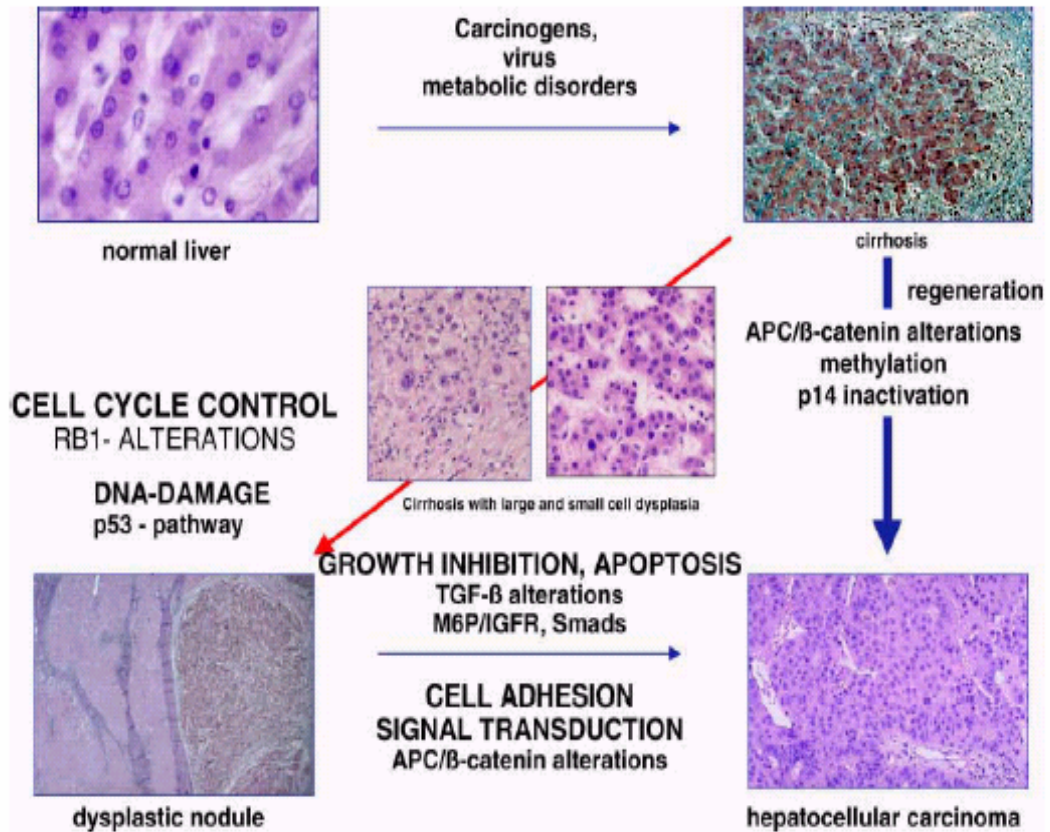 Carcinogens,
virus
metabolic disorders
normal liver
cirrhosis
regeneration
APC/ß-catenin alterations
methylation
p14 inactivation
CELL CYCLE CONTROL
RB1- ALTERATIONS
DNA-DAMAGE
p53 - pathway
Cirrhosis with large and small cell dysplasia
GROWTH INHIBITION, APOPTOSIS
TGF-ß alterations
M6P/IGFR, Smads
CELL ADHESION
SIGNAL TRANSDUCTION
APC/ß-catenin alterations
dysplastic nodule
hepatocellular carcinoma